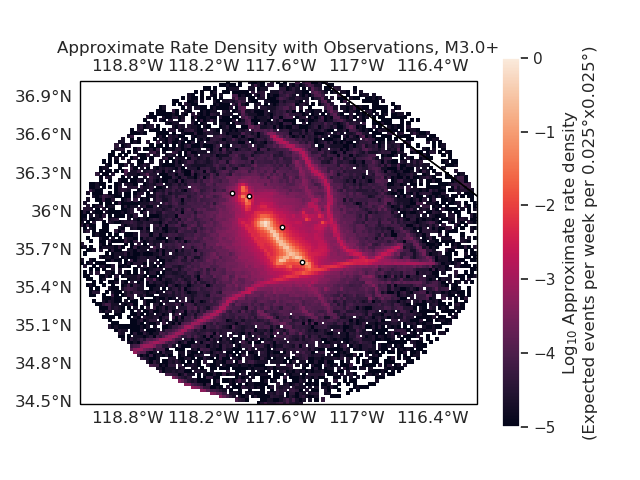 Approximate Rate Density with Observations, M3.0+
118.8°W 118.2°W 117.6°W 117°W 116.4°W
36.9°N
36.6°N
36.3°N
36°N
35.7°N
35.4°N
35.1°N
34.8°N
34.5°N
118.8°W 118.2°W 117.6°W 117°W 116.4°W
0
−1
−2
−3
−4
−5
Log₁₀ Approximate rate density
(Expected events per week per 0.025°x0.025°)